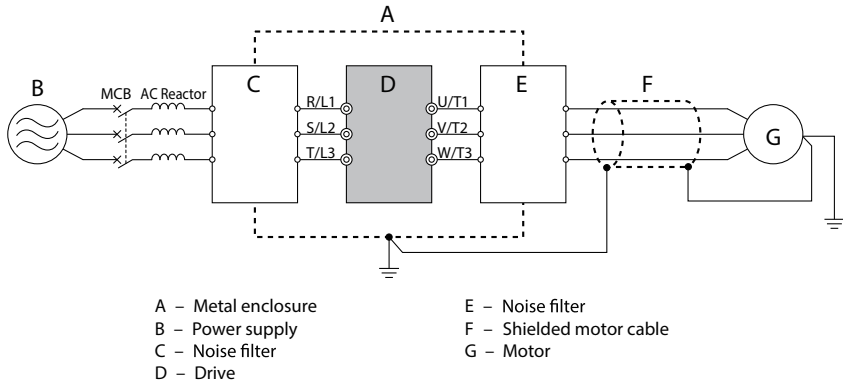 A
B
MCB
AC Reactor
C
D
E
F
G
R/L1
S/L2
T/L3
U/T1
V/T2
W/T3
A – Metal enclosure
B – Power supply
C – Noise filter
D – Drive
E – Noise filter
F – Shielded motor cable
G – Motor